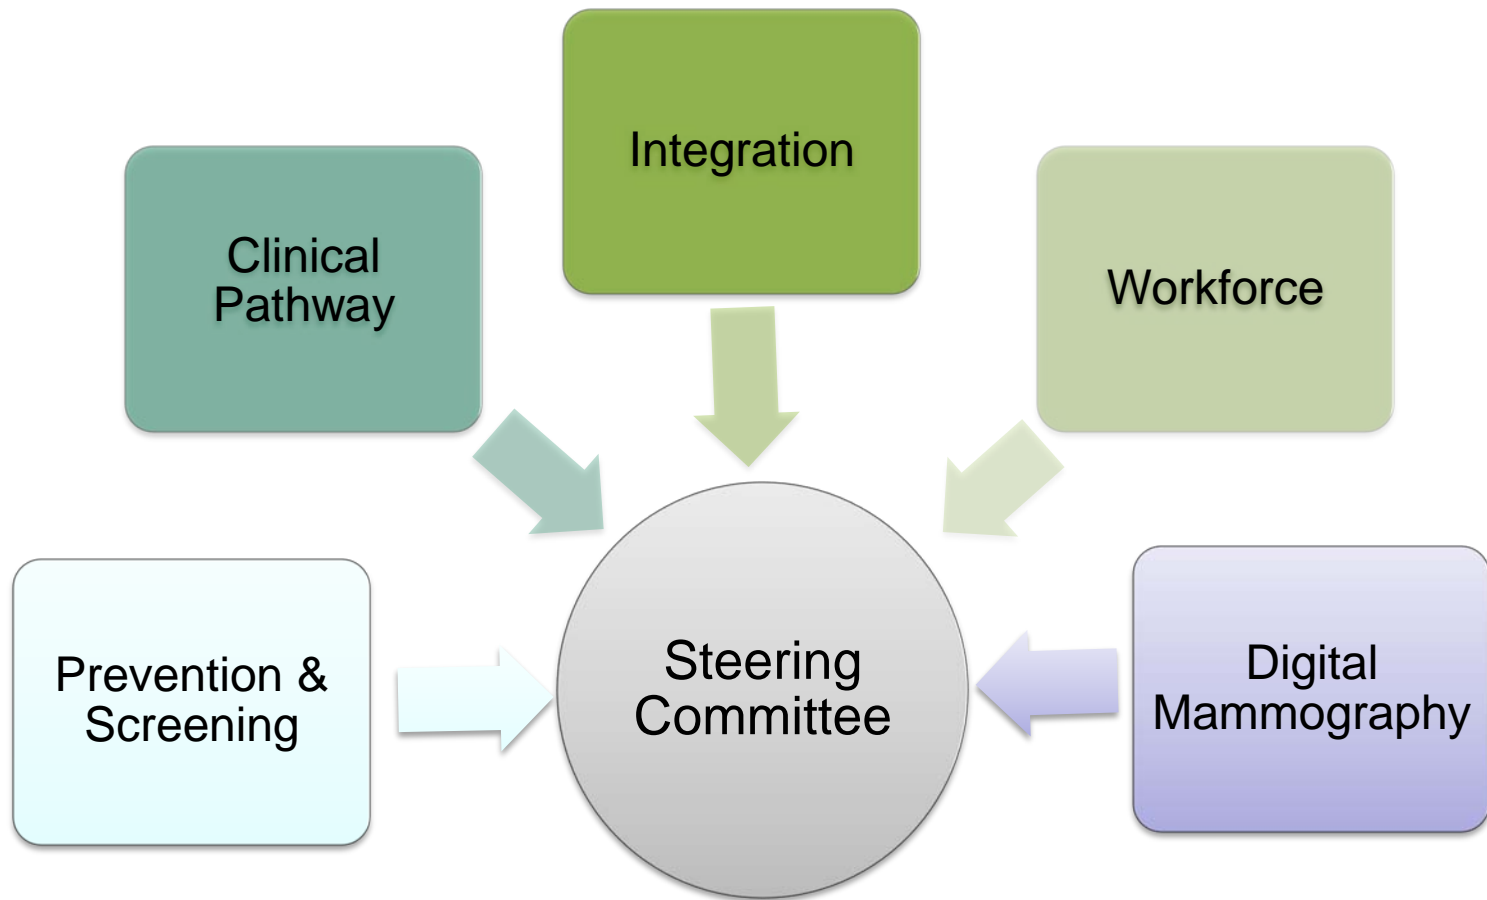 Integration
Clinical
Pathway
Workforce
Prevention &
Screening
Steering
Committee
Digital
Mammography